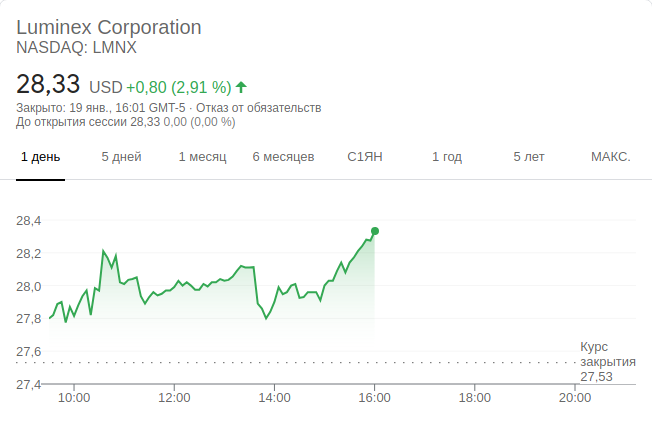 Luminex Corporation
NASDAQ: LMNX
28,33 USD +0,80 (2,91 %)
Закрыто: 19 янв., 16:01 GMT-5 · Отказ от обязательств
До открытия сессии 28,33 0,00 (0,00 %)
1 день 5 дней 1 месяц 6 месяцев С1ЯН 1 год 5 лет МАКС.
28,4
28,2
28,0
27,8
27,6
Курс
закрытия
27,53
27,4
10:00 12:00 14:00 16:00 18:00 20:00